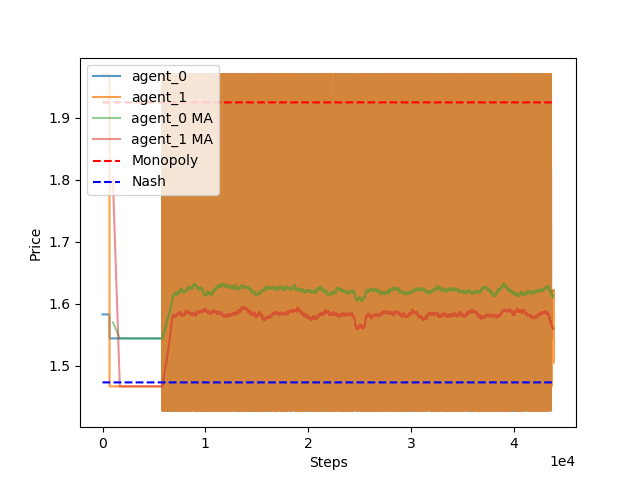 agent_0
agent_1
agent_0 MA
agent_1 MA
Monopoly
Nash
Price
1.9
1.8
1.7
1.6
1.5
0
1
2
3
4
Steps
1e4